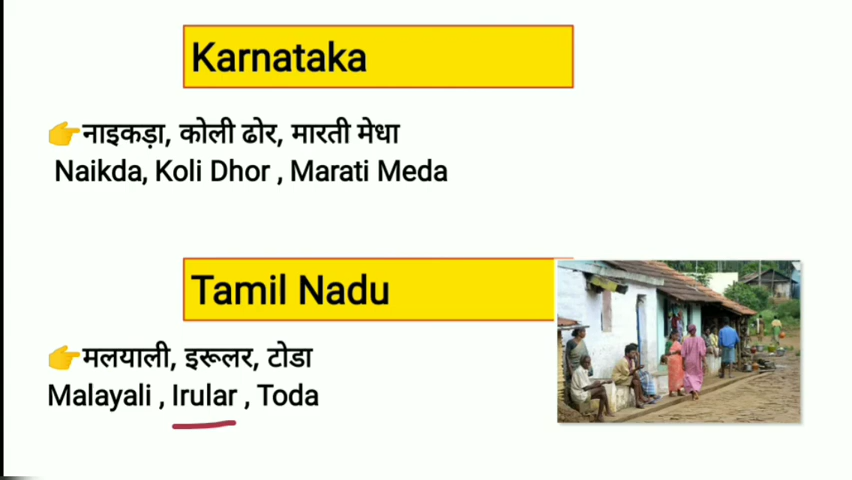 Karnataka
👉नाइकड़ा, कोली ढोर, मारती मेधा
Naikda, Koli Dhor , Marati Meda
Tamil Nadu
👉मलयाली, इरूलर, टोडा
Malayali , Irular , Toda